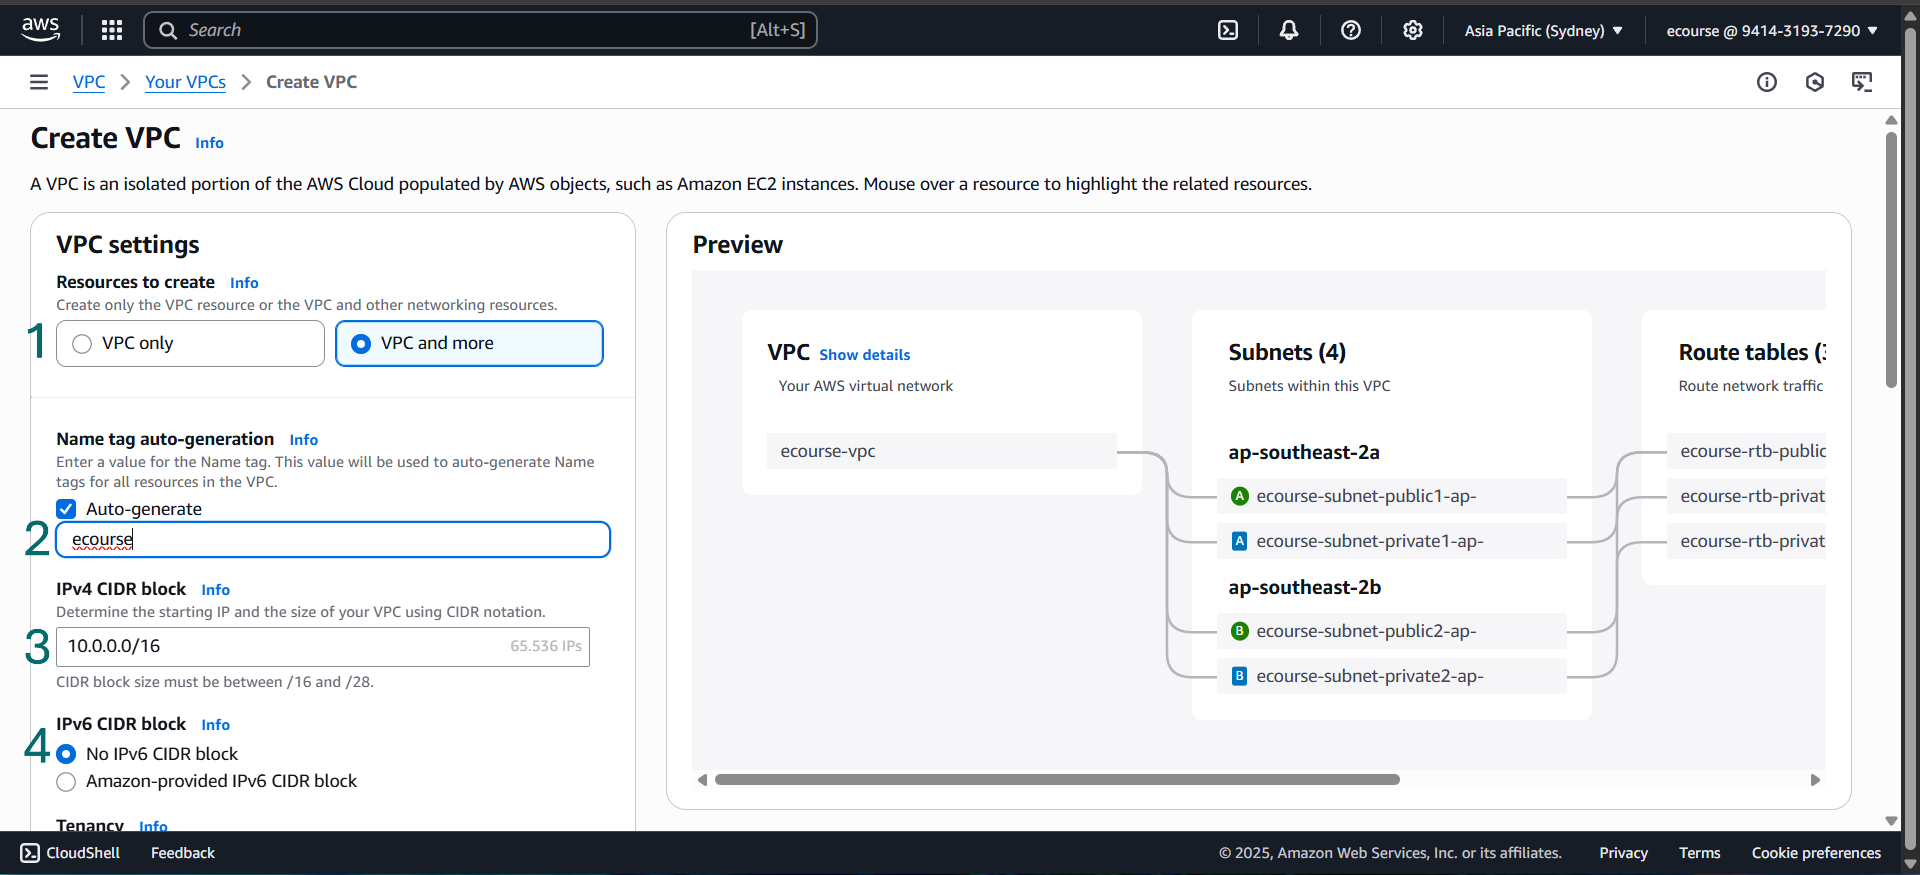 aws
Search [Alt+S]
Asia Pacific (Sydney)
ecourse @ 9414-3193-7290
VPC
Your VPCs
Create VPC
Create VPC Info
A VPC is an isolated portion of the AWS Cloud populated by AWS objects, such as Amazon EC2 instances. Mouse over a resource to highlight the related resources.
VPC settings
Resources to create Info
Create only the VPC resource or the VPC and other networking resources.
1
VPC only
VPC and more
Name tag auto-generation Info
Enter a value for the Name tag. This value will be used to auto-generate Name
tags for all resources in the VPC.
Auto-generate
2
ecourse
IPv4 CIDR block Info
Determine the starting IP and the size of your VPC using CIDR notation.
3
10.0.0.0/16 65.536 IPs
CIDR block size must be between /16 and /28.
IPv6 CIDR block Info
4
No IPv6 CIDR block
Amazon-provided IPv6 CIDR block
Tenancy Info
Preview
VPC Show details
Your AWS virtual network
ecourse-vpc
Subnets (4)
Subnets within this VPC
ap-southeast-2a
A ecourse-subnet-public1-ap-
A ecourse-subnet-private1-ap-
ap-southeast-2b
B ecourse-subnet-public2-ap-
B ecourse-subnet-private2-ap-
Route tables (3
Route network traffic
ecourse-rtb-public
ecourse-rtb-privat
ecourse-rtb-privat
CloudShell
Feedback
© 2025, Amazon Web Services, Inc. or its affiliates.
Privacy
Terms
Cookie preferences